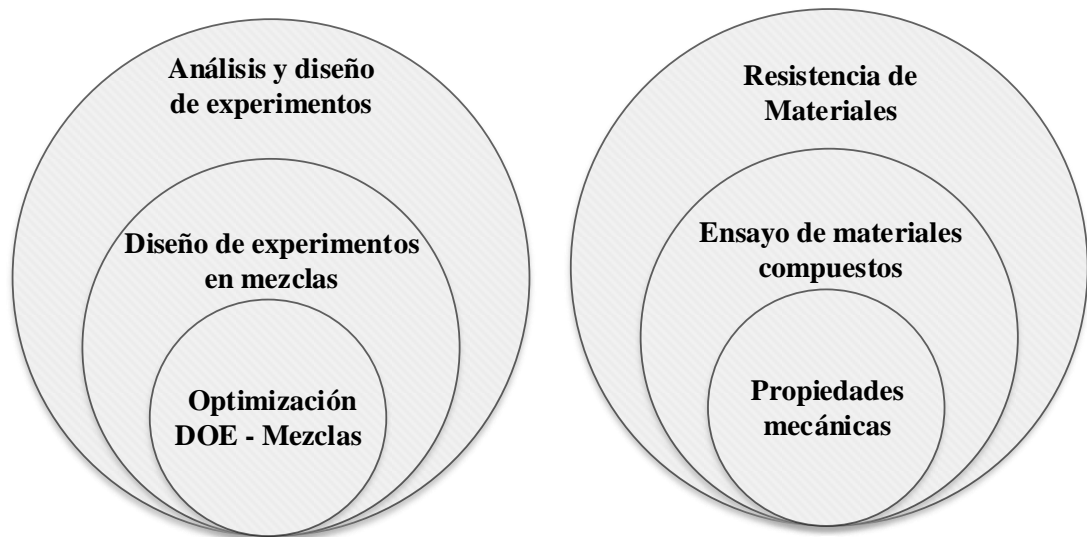 Análisis y diseño
de experimentos
Diseño de experimentos
en mezclas
Optimización
DOE - Mezclas
Resistencia de
Materiales
Ensayo de materiales
compuestos
Propiedades
mecánicas